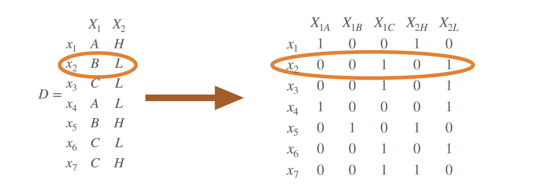 X1 X2
x1 A H
x2 B L
x3 C L
D = x4 A L
x5 B H
x6 C L
x7 C H
X1A X1B X1C X2H X2L
x1 1 0 0 1 0
x2 0 0 1 0 1
x3 0 0 1 0 1
x4 1 0 0 0 1
x5 0 1 0 1 0
x6 0 0 1 0 1
x7 0 0 1 1 0